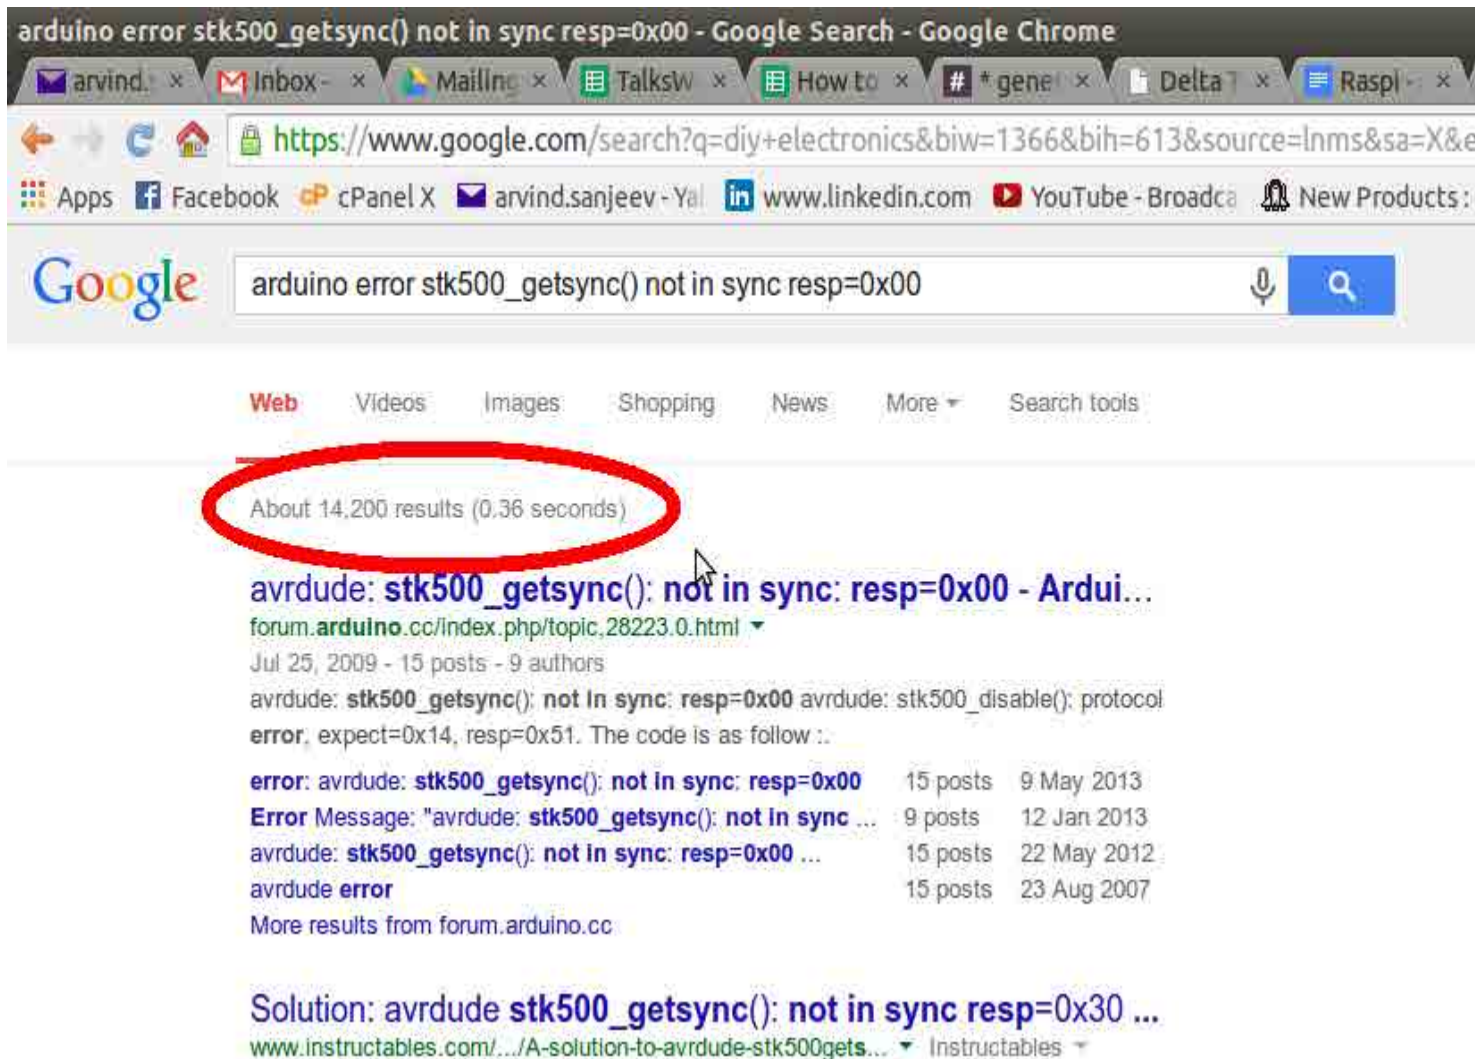 arduino error stk500_getsync() not in sync resp=0x00 - Google Search - Google Chrome
arvind. Inbox - Mailing TalksW How to # * gene Delta T Raspi -
https://www.google.com/search?q=diy+electronics&biw=1366&bih=613&source=lnms&sa=X&e
Apps Facebook cPanel X arvind.sanjeev - Ya in www.linkedin.com YouTube - Broadca New Products :
Google arduino error stk500_getsync() not in sync resp=0x00
Web Videos Images Shopping News More Search tools
About 14,200 results (0.36 seconds)
avrdude: stk500_getsync(): not in sync: resp=0x00 - Ardui...
forum.arduino.cc/index.php/topic,28223.0.html
Jul 25, 2009 - 15 posts - 9 authors
avrdude: stk500_getsync(): not in sync: resp=0x00 avrdude: stk500_disable(): protocol
error, expect=0x14, resp=0x51. The code is as follow :.
error: avrdude: stk500_getsync(): not in sync: resp=0x00 15 posts 9 May 2013
Error Message: "avrdude: stk500_getsync(): not in sync ... 9 posts 12 Jan 2013
avrdude: stk500_getsync(): not in sync: resp=0x00 ... 15 posts 22 May 2012
avrdude error 15 posts 23 Aug 2007
More results from forum.arduino.cc
Solution: avrdude stk500_getsync(): not in sync resp=0x30 ...
www.instructables.com/.../A-solution-to-avrdude-stk500gets... Instructables